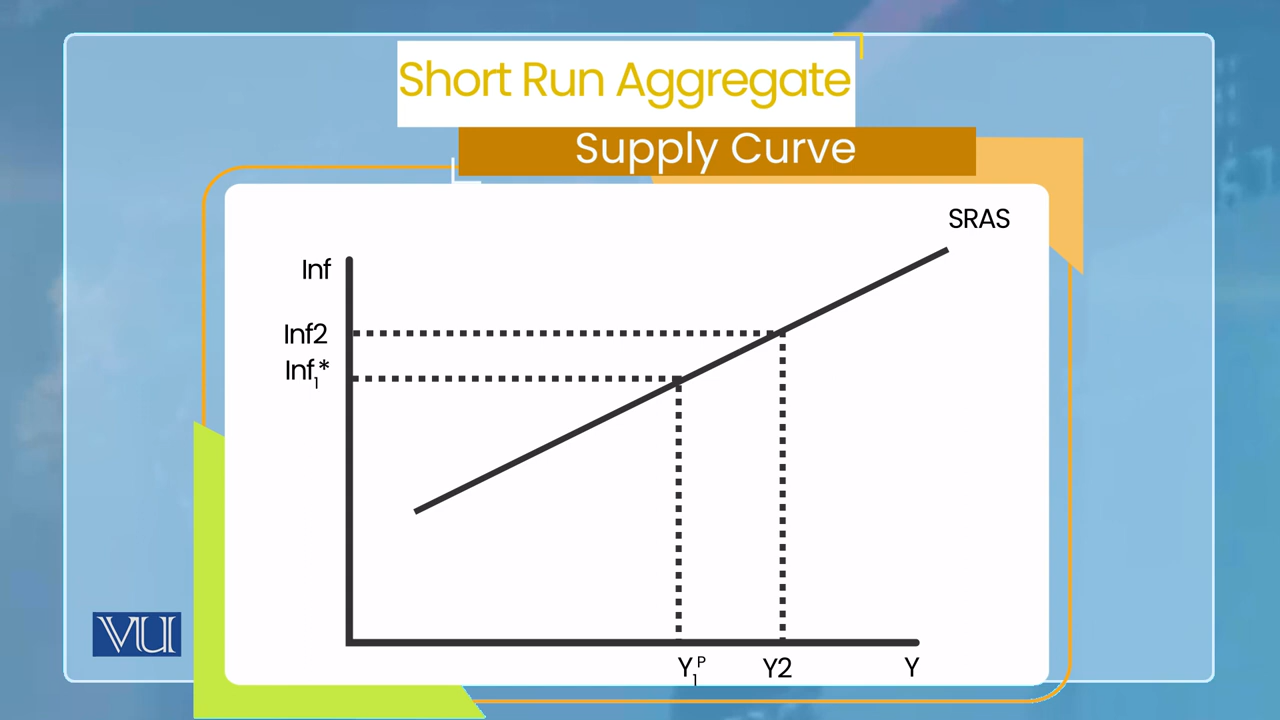 Short Run Aggregate
Supply Curve
SRAS
Inf
Inf2
Inf₁*
Y₁ᴾ Y2 Y
VU